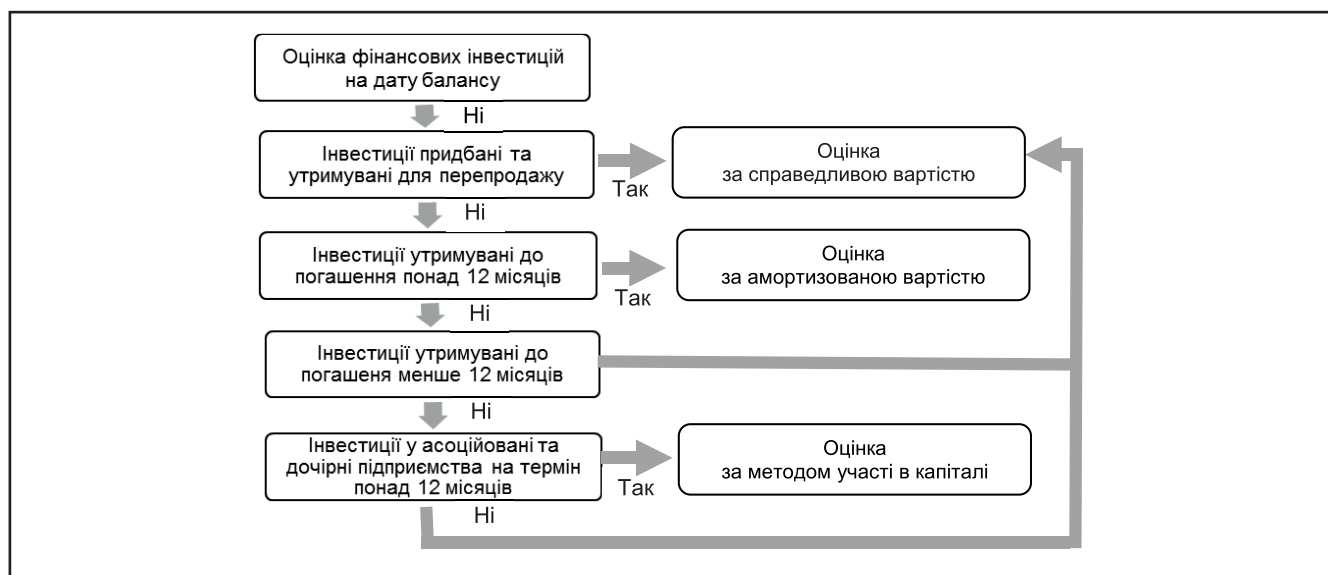 Оцінка фінансових інвестицій
на дату балансу
Ні
Інвестиції придбані та
утримувані для перепродажу
Так
Оцінка
за справедливою вартістю
Ні
Інвестиції утримувані до
погашення понад 12 місяців
Так
Оцінка
за амортизованою вартістю
Ні
Інвестиції утримувані до
погашеня менше 12 місяців
Ні
Інвестиції у асоційовані та
дочірні підприємства на термін
понад 12 місяців
Так
Оцінка
за методом участі в капіталі
Ні